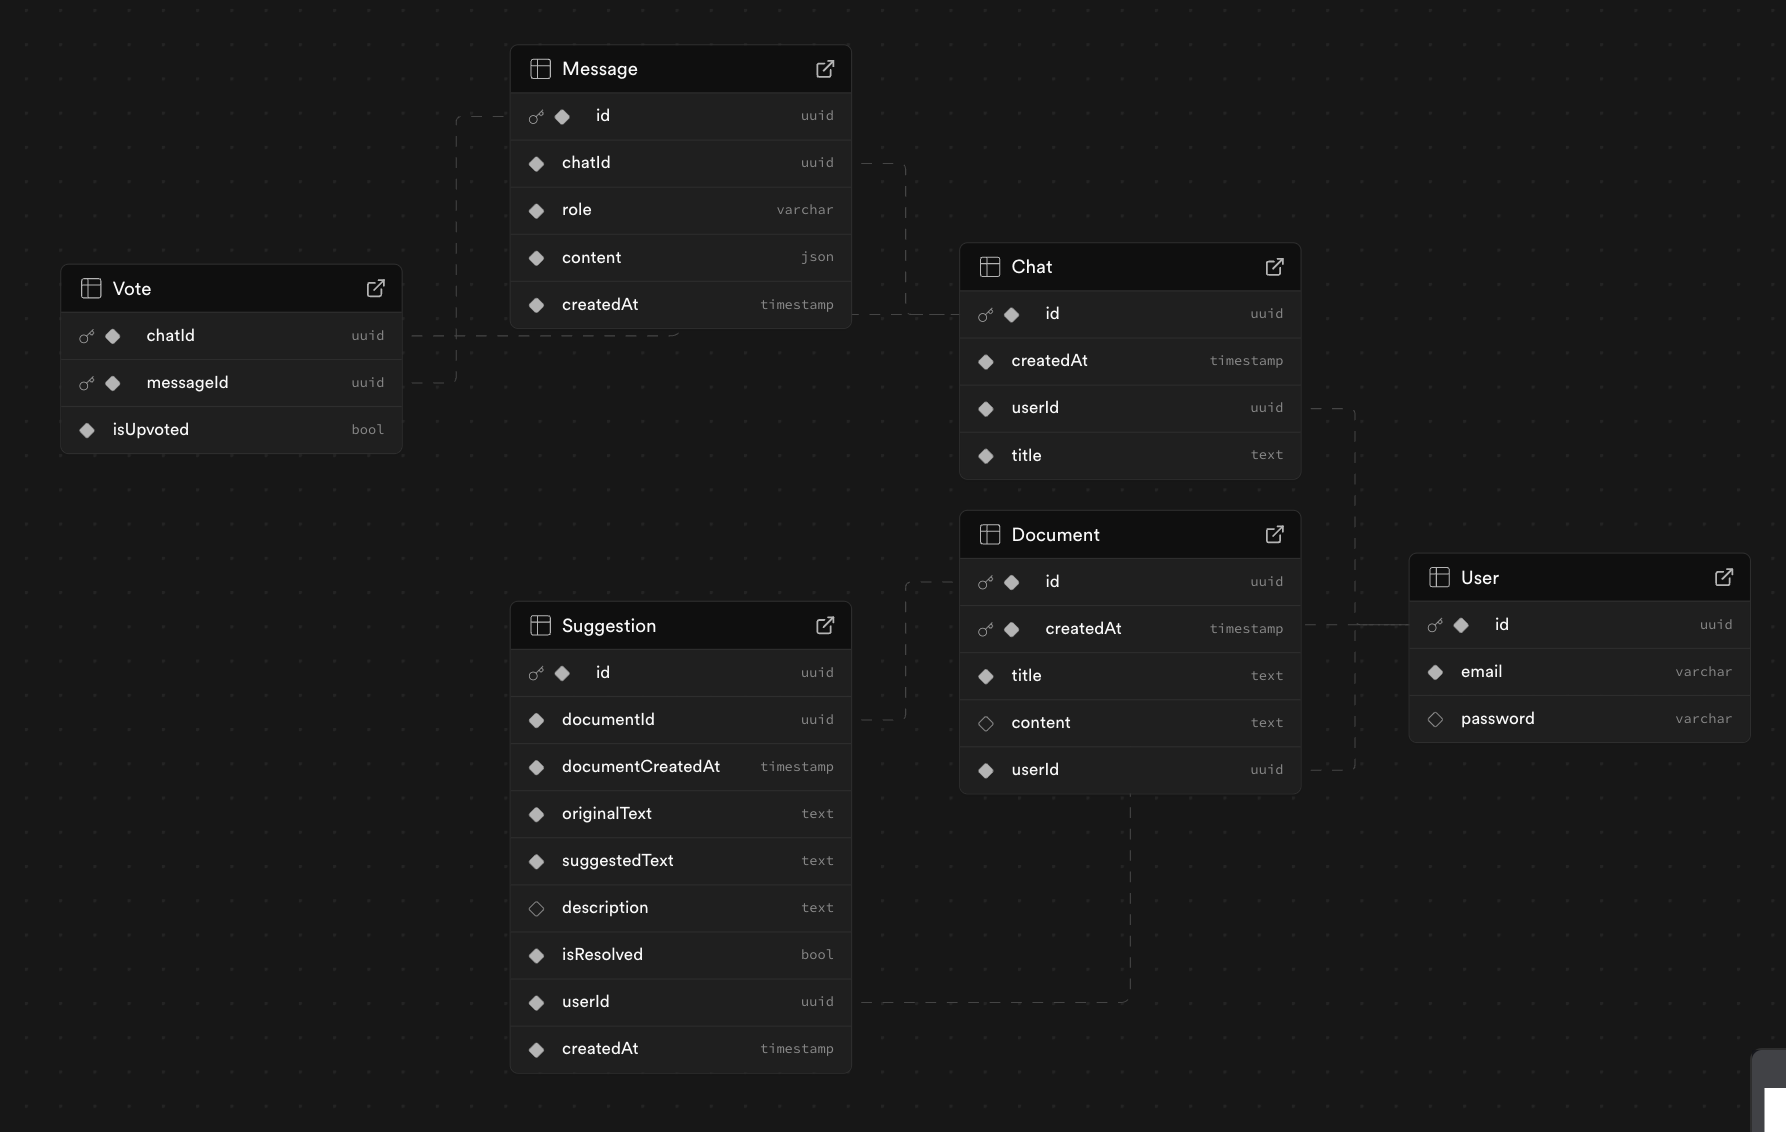 Message
id uuid
chatId uuid
role varchar
content json
createdAt timestamp
Vote
chatId uuid
messageId uuid
isUpvoted bool
Chat
id uuid
createdAt timestamp
userId uuid
title text
Document
id uuid
createdAt timestamp
title text
content text
userId uuid
User
id uuid
email varchar
password varchar
Suggestion
id uuid
documentId uuid
documentCreatedAt timestamp
originalText text
suggestedText text
description text
isResolved bool
userId uuid
createdAt timestamp